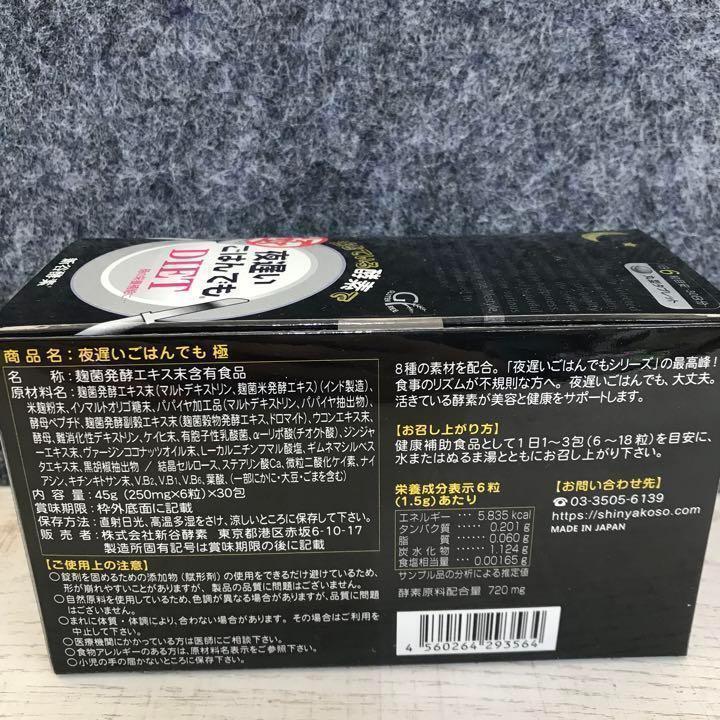 新谷酵素
夜遅い
ごはんでも
DIET
酵素で
商品名：夜遅いごはんでも 極
名　　称：麹菌発酵エキス末含有食品
原材料名：麹菌発酵エキス末（マルトデキストリン、麹菌米発酵エキス）（インド製造）、
米麹粉末、イソマルトオリゴ糖末、パパイヤ加工品（マルトデキストリン、パパイヤ抽出物）、
酵母ペプチド、麹菌発酵副穀エキス末（麹菌穀物発酵エキス、ドロマイト）、ウコンエキス末、
酵母、難消化性デキストリン、ケイヒ末、有胞子性乳酸菌、α-リポ酸（チオクト酸）、ジンジャ
ーエキス末、ヴァージンココナッツオイル末、L-カールニチンフマル酸塩、ギムネマシルベス
タエキス末、黒胡椒抽出物 / 結晶セルロース、ステアリン酸Ca、微粒二酸化ケイ素、ナイ
アシン、キチンキトサン末、V.B2、V.B1、V.B6、葉酸、（一部にかに・大豆・ごまを含む）
内 容 量：45g（250mg×6粒）×30包
賞味期限：枠外底面に記載
保存方法：直射日光、高温多湿をさけ、涼しいところに保存して下さい。
販 売 者：株式会社新谷酵素　東京都港区赤坂6-10-17
製造所固有記号は賞味期限の後に記載
【ご使用上の注意】
●錠剤を固めるための添加物（賦形剤）の使用をできるだけ避けているため、
形が崩れやすいことがありますが、製品の品質に問題はございません。
●自然原料を使用しているため、色調が異なる場合がありますが、品質に問題
はございません。
●まれに体質・体調により、合わない場合があります。その場合はご利用を
中止して下さい。
●医療機関にかかっている方は医師にご相談下さい。
●食物アレルギーのある方は、原材料名表示をご参照下さい。
●小児の手の届かないところに保存下さい。
8種の素材を配合。「夜遅いごはんでもシリーズ」の最高峰！
食事のリズムが不規則な方へ。夜遅いごはんでも、大丈夫。
活きている酵素が美容と健康をサポートします。
【お召し上がり方】
健康補助食品として1日1～3包（6～18粒）を目安に、
水またはぬるま湯とともにお召し上がり下さい。
栄養成分表示6粒
（1.5g）あたり
エネルギー … 5.835 kcal
タンパク質 … 0.201 g
脂質 … 0.060 g
炭水化物 … 1.124 g
食塩相当量 … 0.00165 g
サンプル品の分析による推定値
酵素原料配合量 720mg
【お問い合わせ先】
☎03-3505-6139
https://shinyakoso.com
MADE IN JAPAN
4 560264 293564